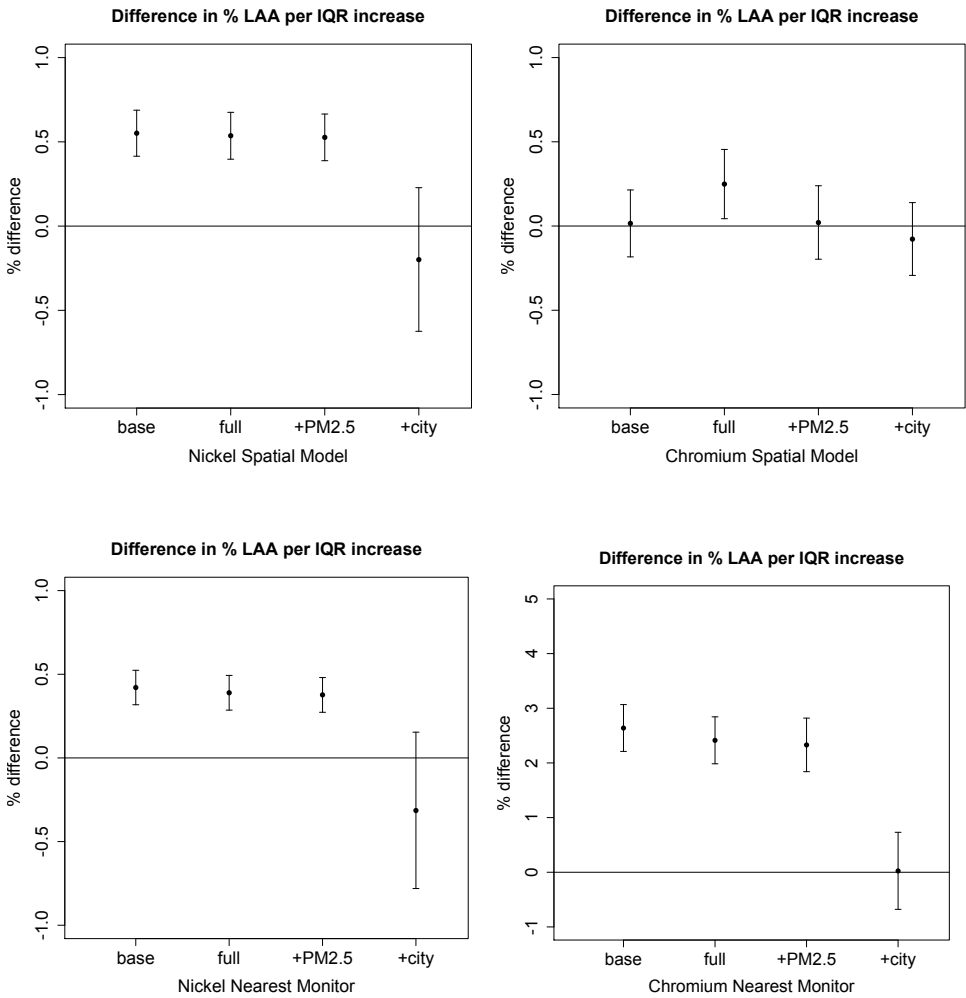 Difference in % LAA per IQR increase
% difference
1.0
0.5
0.0
-0.5
-1.0
base full +PM2.5 +city
Nickel Spatial Model
Difference in % LAA per IQR increase
% difference
1.0
0.5
0.0
-0.5
-1.0
base full +PM2.5 +city
Chromium Spatial Model
Difference in % LAA per IQR increase
% difference
1.0
0.5
0.0
-0.5
-1.0
base full +PM2.5 +city
Nickel Nearest Monitor
Difference in % LAA per IQR increase
% difference
5
4
3
2
1
0
-1
base full +PM2.5 +city
Chromium Nearest Monitor